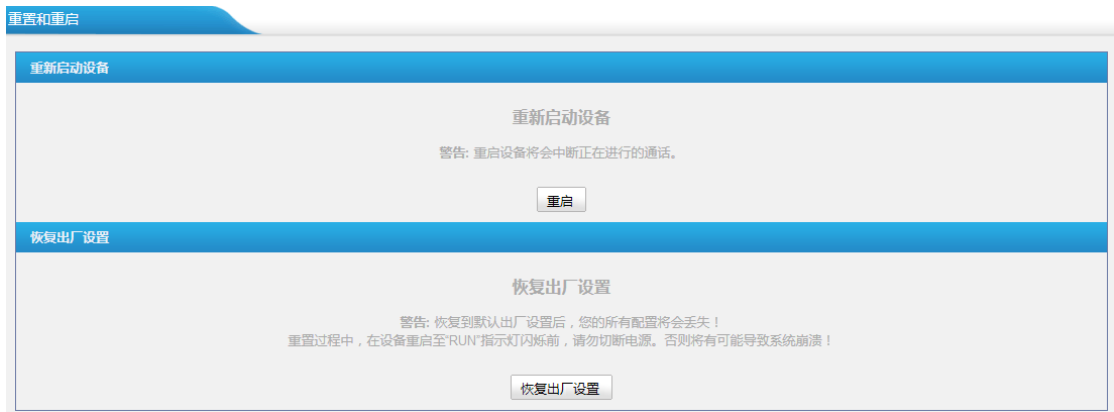 重置和重启
重新启动设备
重新启动设备
警告: 重启设备将会中断正在进行的通话。
重启
恢复出厂设置
恢复出厂设置
警告: 恢复到默认出厂设置后，您的所有配置将会丢失！
重置过程中，在设备重启至“RUN”指示灯闪烁前，请勿切断电源。否则将有可能导致系统崩溃！
恢复出厂设置